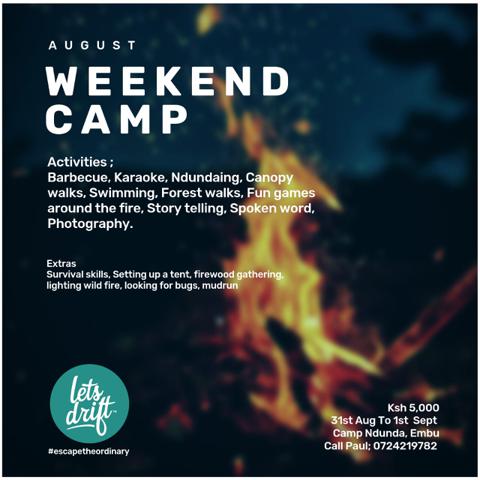 AUGUST
WEEKEND
CAMP
Activities ;
Barbecue, Karaoke, Ndundaing, Canopy
walks, Swimming, Forest walks, Fun games
around the fire, Story telling, Spoken word,
Photography.
Extras
Survival skills, Setting up a tent, firewood gathering,
lighting wild fire, looking for bugs, mudrun
lets
drift™
#escapetheordinary
Ksh 5,000
31st Aug To 1st Sept
Camp Ndunda, Embu
Call Paul; 0724219782